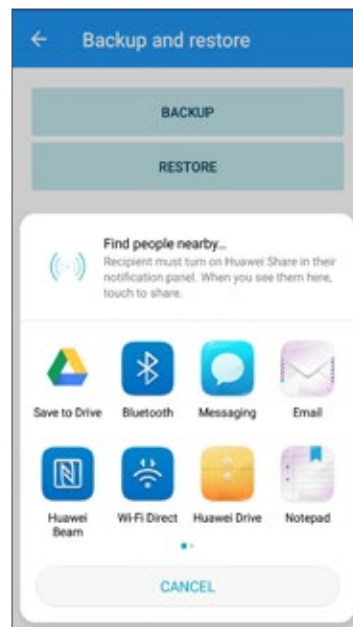 Backup and restore
BACKUP
RESTORE
Find people nearby...
Recipient must turn on Huawei Share in their
notification panel. When you see them here,
touch to share.
Save to Drive
Bluetooth
Messaging
Email
Huawei
Beam
Wi-Fi Direct
Huawei Drive
Notepad
CANCEL